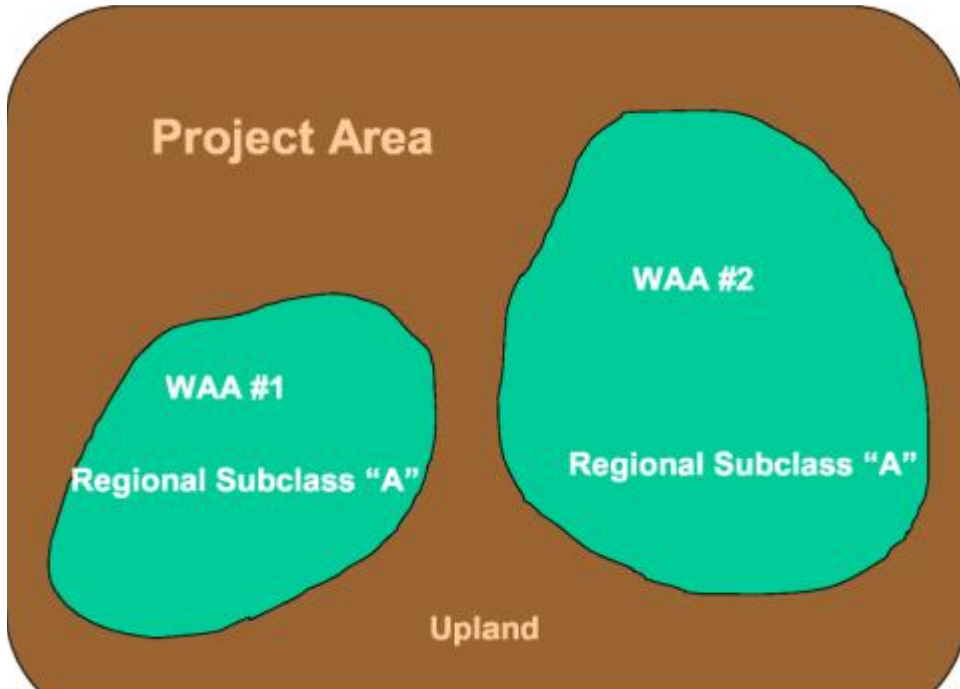 Project Area
WAA #2
WAA #1
Regional Subclass “A”
Regional Subclass “A”
Upland